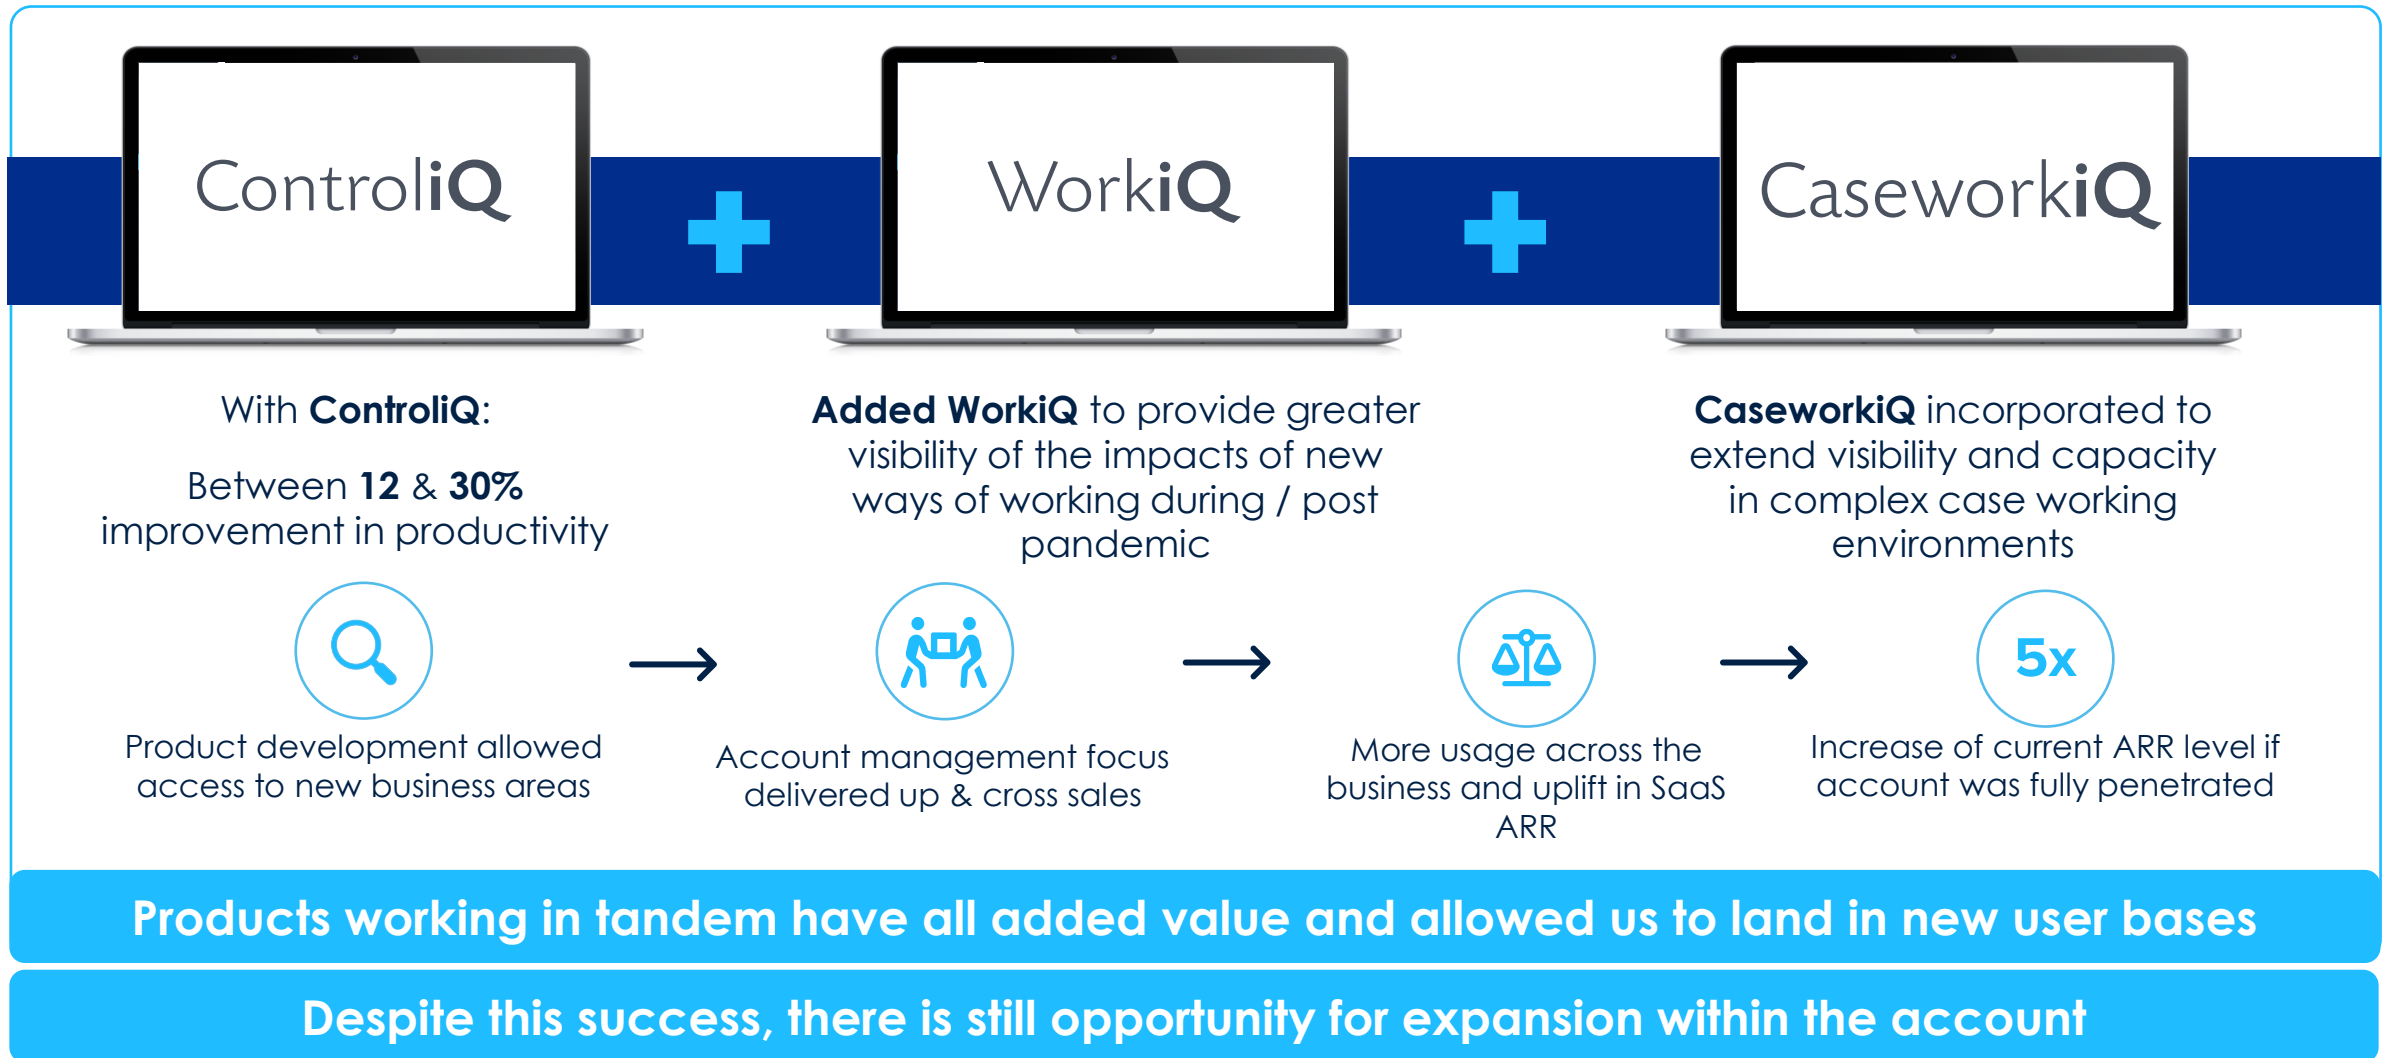 ControliQ
WorkiQ
CaseworkiQ
With ControliQ:
Between 12 & 30%
improvement in productivity
Added WorkiQ to provide greater
visibility of the impacts of new
ways of working during / post
pandemic
CaseworkiQ incorporated to
extend visibility and capacity
in complex case working
environments
Product development allowed
access to new business areas
Account management focus
delivered up & cross sales
More usage across the
business and uplift in SaaS
ARR
5x
Increase of current ARR level if
account was fully penetrated
Products working in tandem have all added value and allowed us to land in new user bases
Despite this success, there is still opportunity for expansion within the account